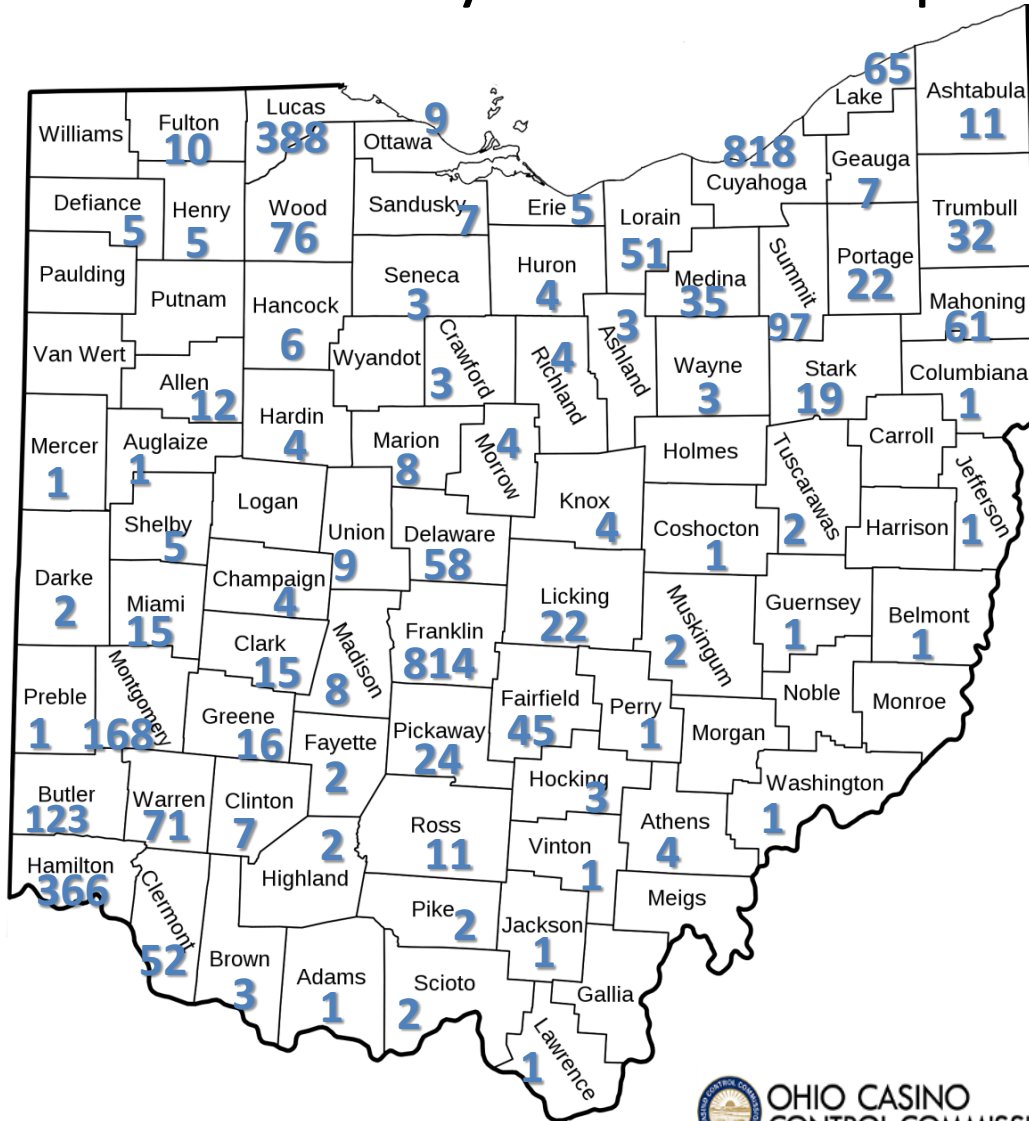 65
Lake
Ashtabula
11
Williams
Fulton
10
Lucas
388
9
Ottawa
818
Cuyahoga
Geauga
7
Defiance
5
Henry
5
Wood
76
Sandusky
7
Erie 5
Lorain
51
Trumbull
32
Paulding
Putnam
Hancock
6
Seneca
3
Huron
4
Medina
35
Summit
97
Portage
22
Mahoning
61
Van Wert
Allen
12
Wyandot
Crawford
3
Richland
4
Ashland
3
Wayne
3
Stark
19
Columbiana
1
Mercer
1
Auglaize
1
Hardin
4
Marion
8
Morrow
4
Holmes
Tuscarawas
2
Carroll
Jefferson
1
Logan
Shelby
5
Union
9
Delaware
58
Knox
4
Coshocton
1
Harrison
Darke
2
Miami
15
Champaign
4
Clark
15
Madison
8
Franklin
814
Licking
22
Muskingum
2
Guernsey
1
Belmont
1
Preble
1
Montgomery
168
Greene
16
Fayette
2
Pickaway
24
Fairfield
45
Perry
1
Morgan
Noble
Monroe
Butler
123
Warren
71
Clinton
7
Hocking
3
Athens
4
Washington
1
Hamilton
366
Clermont
52
2
Highland
Ross
11
Vinton
1
Meigs
Brown
3
Adams
1
Pike 2
Jackson
1
Scioto
2
Gallia
Lawrence
1
OHIO CASINO
CONTROL COMMISS